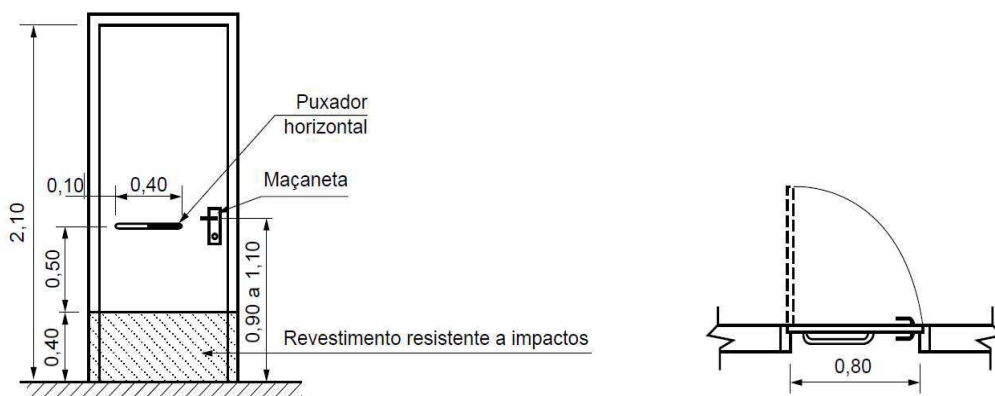 Puxador
horizontal
0,10
0,40
Maçaneta
2,10
0,50
0,90 a 1,10
0,40
Revestimento resistente a impactos
0,80